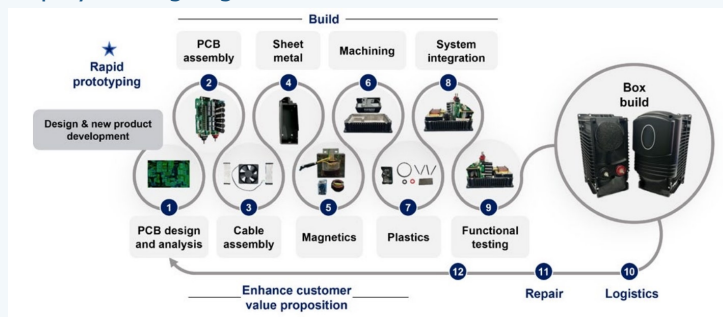 Build
PCB
assembly
Sheet
metal
Machining
System
integration
Rapid
prototyping
2
4
6
8
Box
build
Design & new product
development
1
3
5
7
9
PCB design
and analysis
Cable
assembly
Magnetics
Plastics
Functional
testing
12
11
10
Enhance customer
value proposition
Repair
Logistics